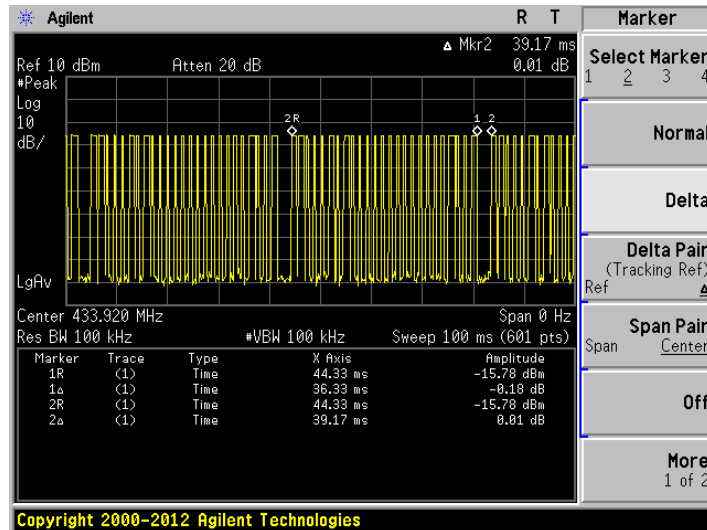 Agilent R T
Δ Mkr2 39.17 ms
Ref 10 dBm Atten 20 dB 0.01 dB
#Peak
Log
10
dB/
2R 1 2
LgAv
Center 433.920 MHz Span 0 Hz
Res BW 100 kHz #VBW 100 kHz Sweep 100 ms (601 pts)
Marker Trace Type X Axis Amplitude
1R (1) Time 44.33 ms -15.78 dBm
1Δ (1) Time 36.33 ms -0.18 dB
2R (1) Time 44.33 ms -15.78 dBm
2Δ (1) Time 39.17 ms 0.01 dB
Copyright 2000-2012 Agilent Technologies
Marker
Select Marker
1 2 3 4
Normal
Delta
Delta Pair
(Tracking Ref)
Ref Δ
Span Pair
Span Center
Off
More
1 of 2